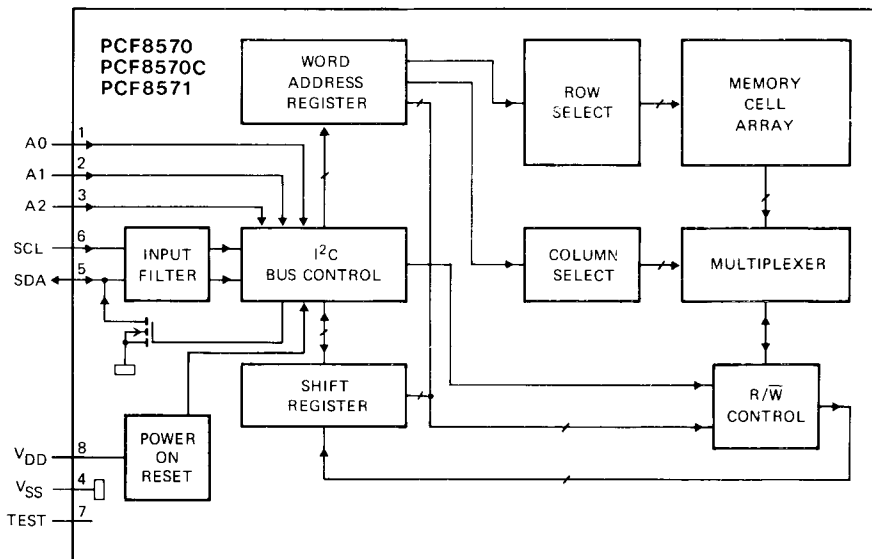 PCF8570
PCF8570C
PCF8571
WORD
ADDRESS
REGISTER
ROW
SELECT
MEMORY
CELL
ARRAY
A0 1
A1 2
A2 3
SCL 6
SDA 5
INPUT
FILTER
I²C
BUS CONTROL
COLUMN
SELECT
MULTIPLEXER
SHIFT
REGISTER
R/W̅
CONTROL
POWER
ON
RESET
VDD 8
VSS 4
TEST 7